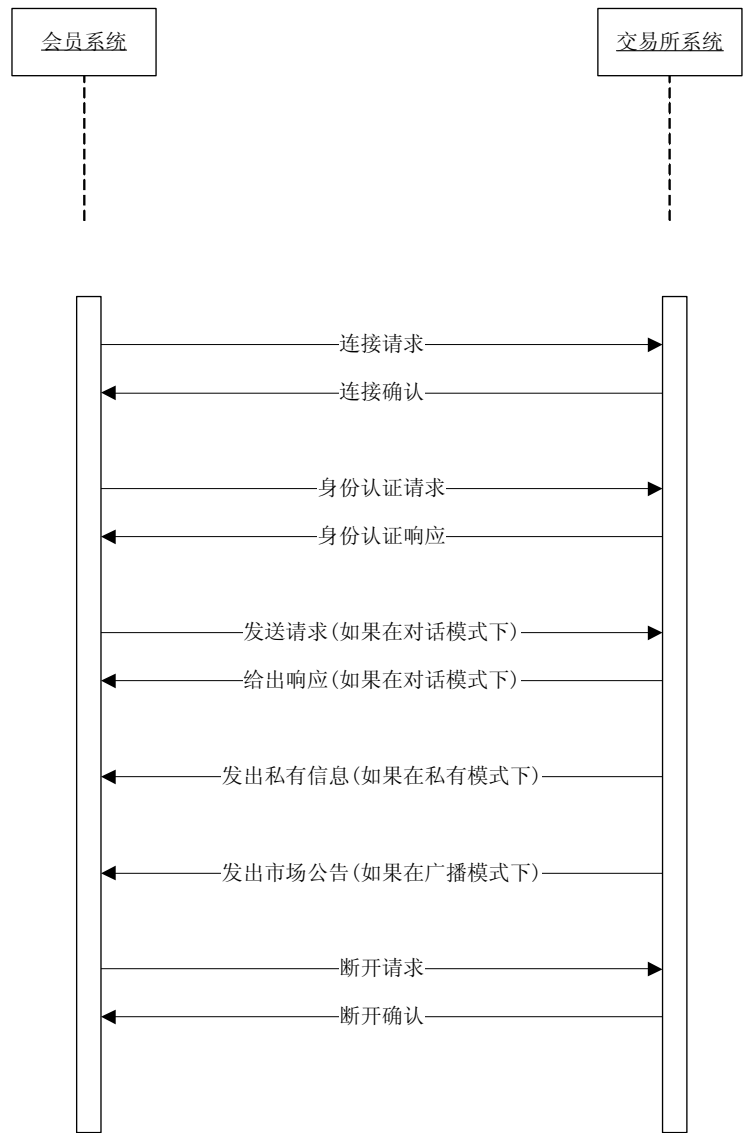 会员系统
交易所系统
连接请求
连接确认
身份认证请求
身份认证响应
发送请求(如果在对话模式下)
给出响应(如果在对话模式下)
发出私有信息(如果在私有模式下)
发出市场公告(如果在广播模式下)
断开请求
断开确认